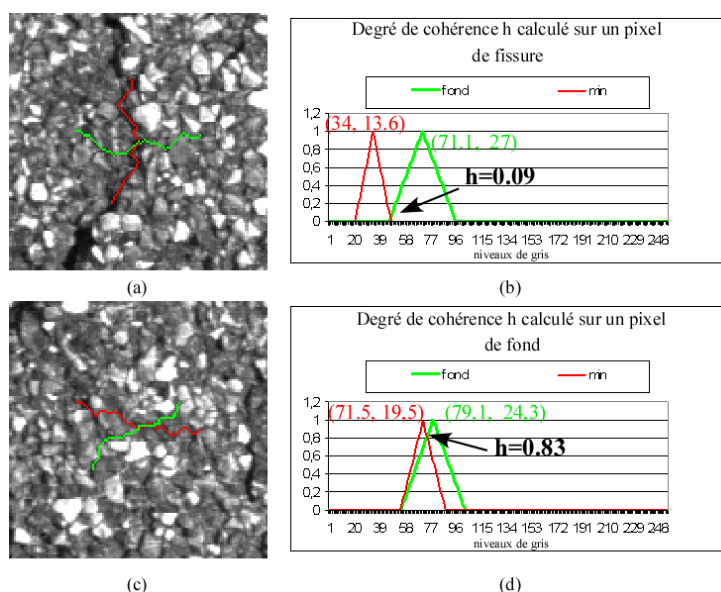 Degré de cohérence h calculé sur un pixel
de fissure
fond min
1,2
(34, 13.6)
1
(71.1, 27)
0,8
0,6
h=0.09
0,4
0,2
0
1 20 39 58 77 96 115 134 153 172 191 210 229 248
niveaux de gris
(a) (b)
Degré de cohérence h calculé sur un pixel
de fond
fond min
1,2
(71.5, 19,5) (79,1, 24,3)
1
0,8
h=0.83
0,6
0,4
0,2
0
1 20 39 58 77 96 115 134 153 172 191 210 229 248
niveaux de gris
(c) (d)